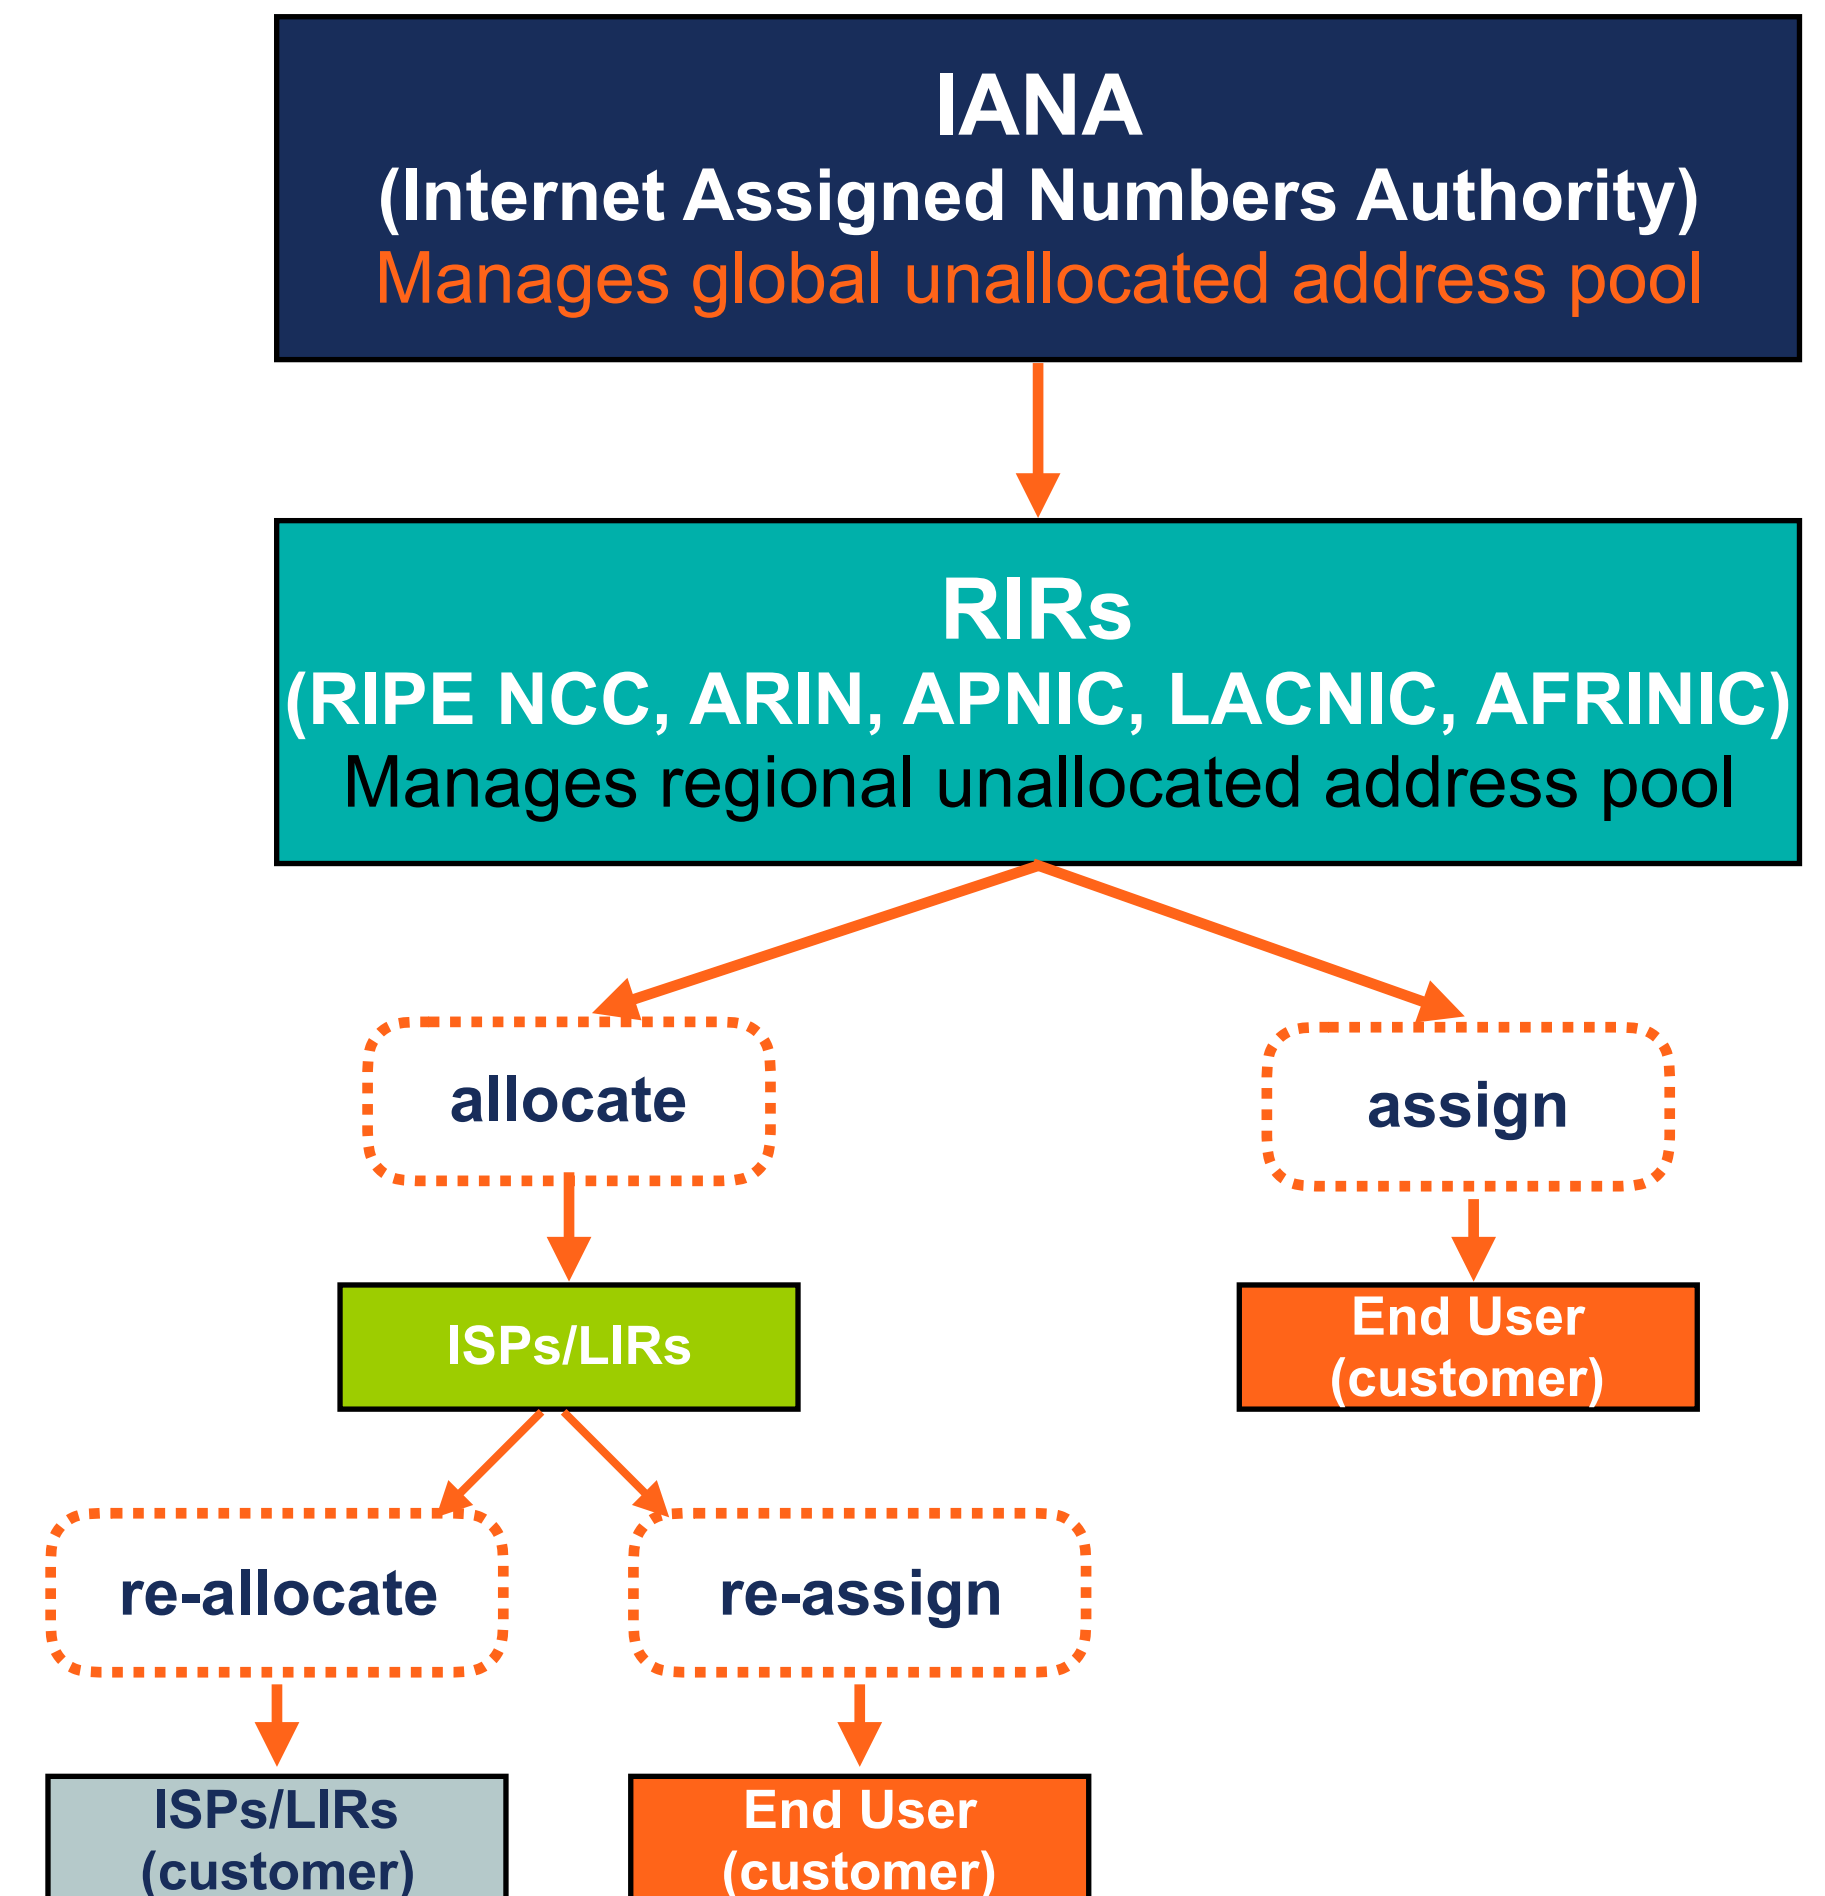 IANA
(Internet Assigned Numbers Authority)
Manages global unallocated address pool
RIRs
(RIPE NCC, ARIN, APNIC, LACNIC, AFRINIC)
Manages regional unallocated address pool
allocate
assign
ISPs/LIRs
End User
(customer)
re-allocate
re-assign
ISPs/LIRs
(customer)
End User
(customer)